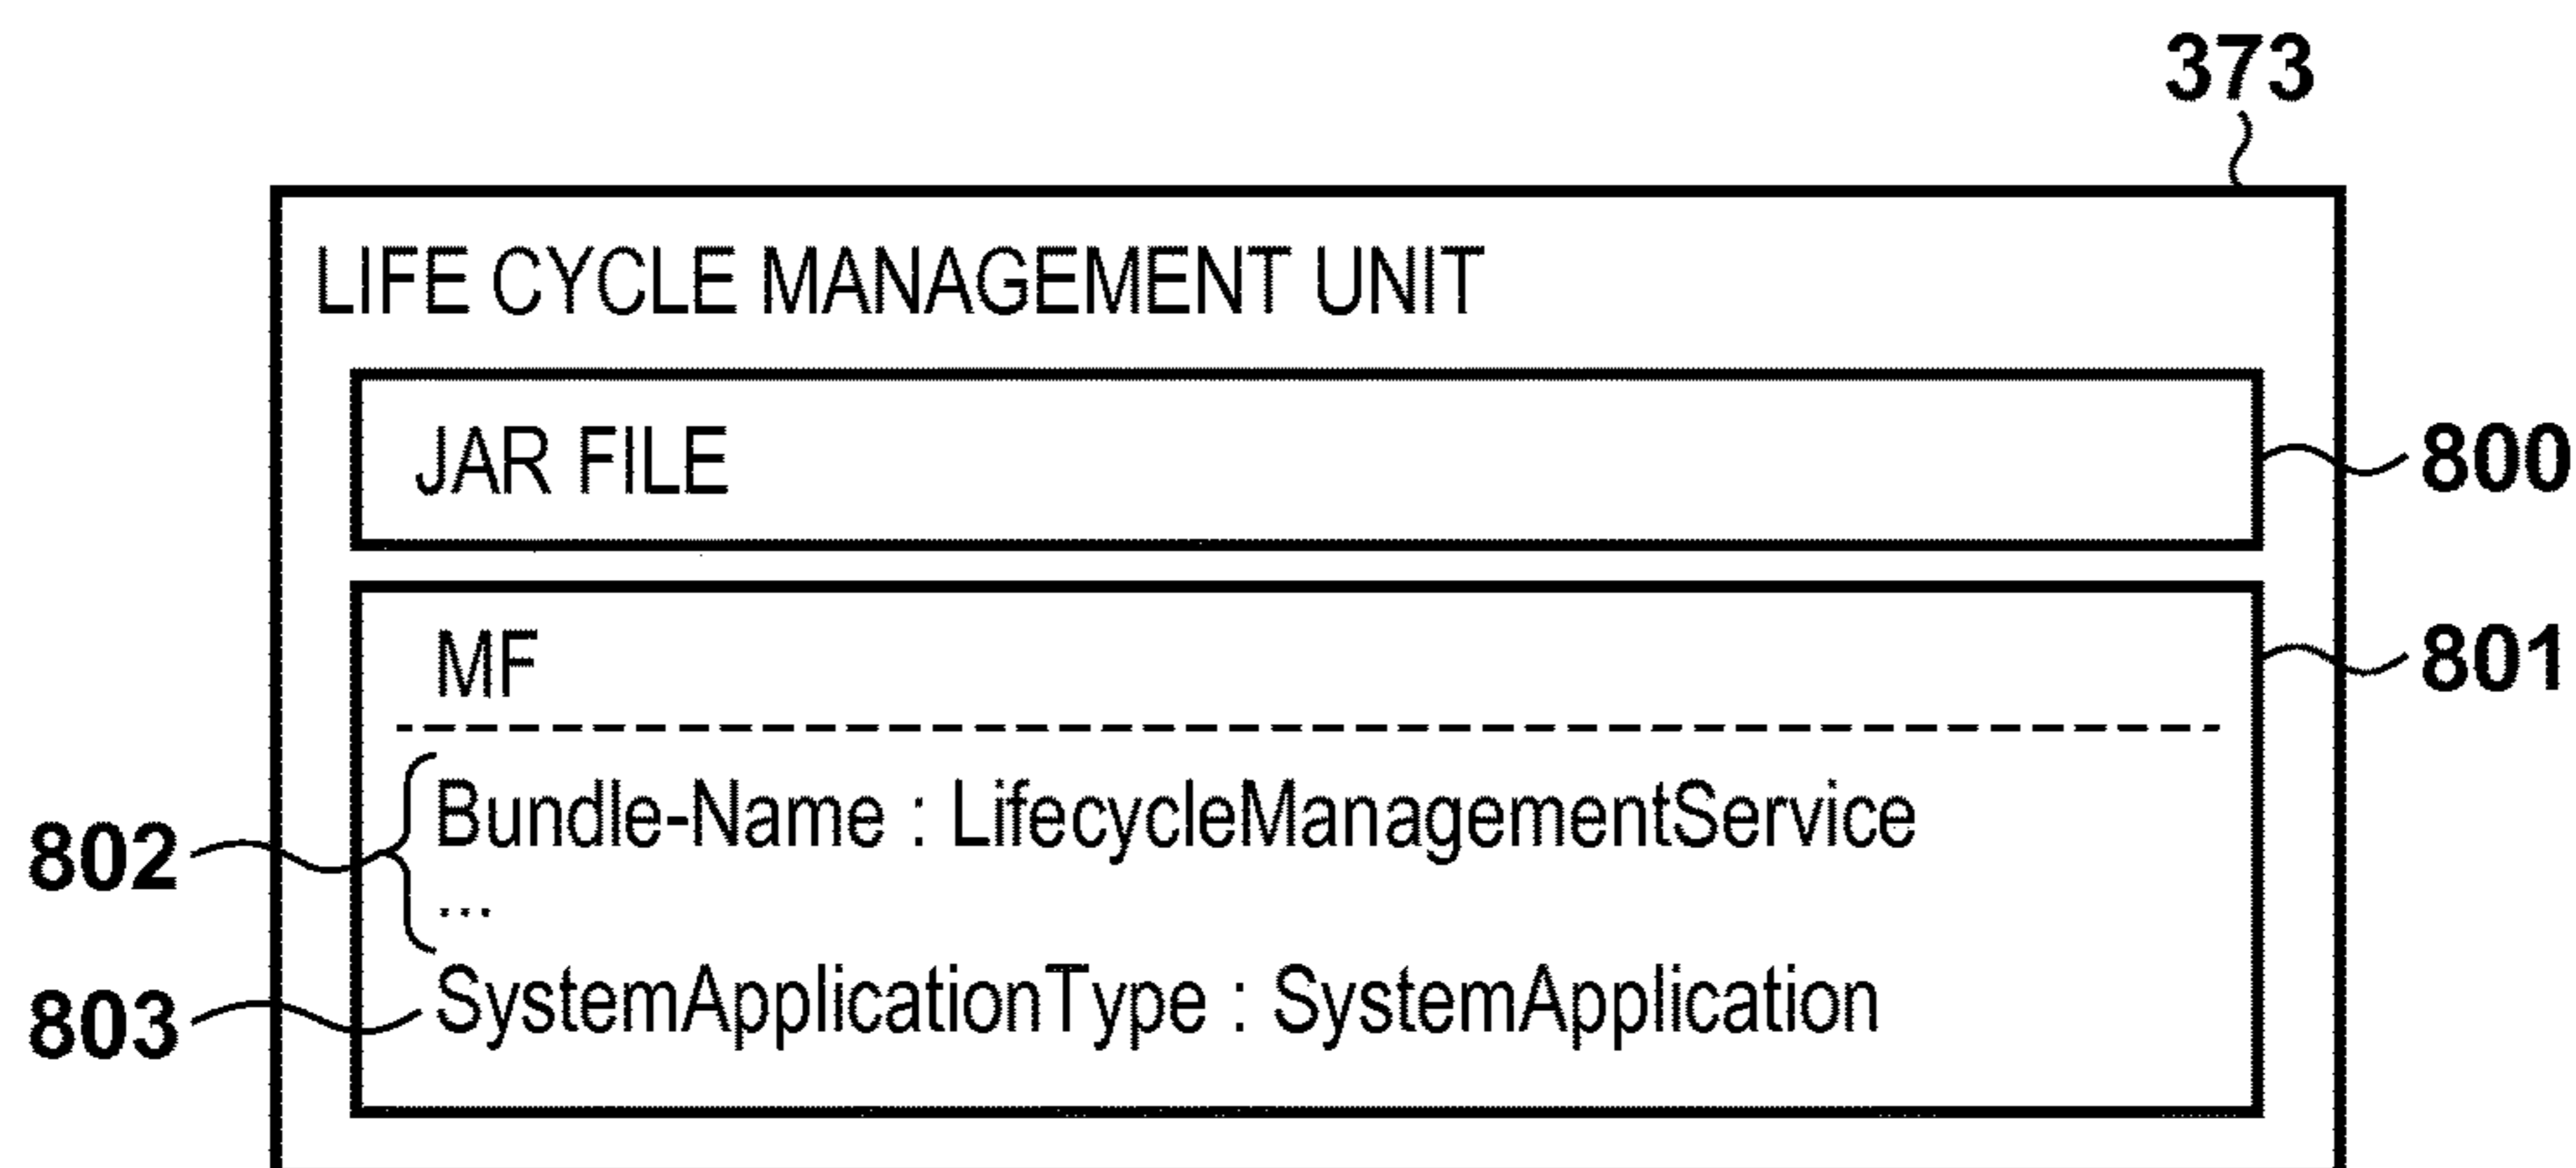 373
LIFE CYCLE MANAGEMENT UNIT
JAR FILE
800
MF
801
Bundle-Name : LifecycleManagementService
802
...
SystemApplicationType : SystemApplication
803